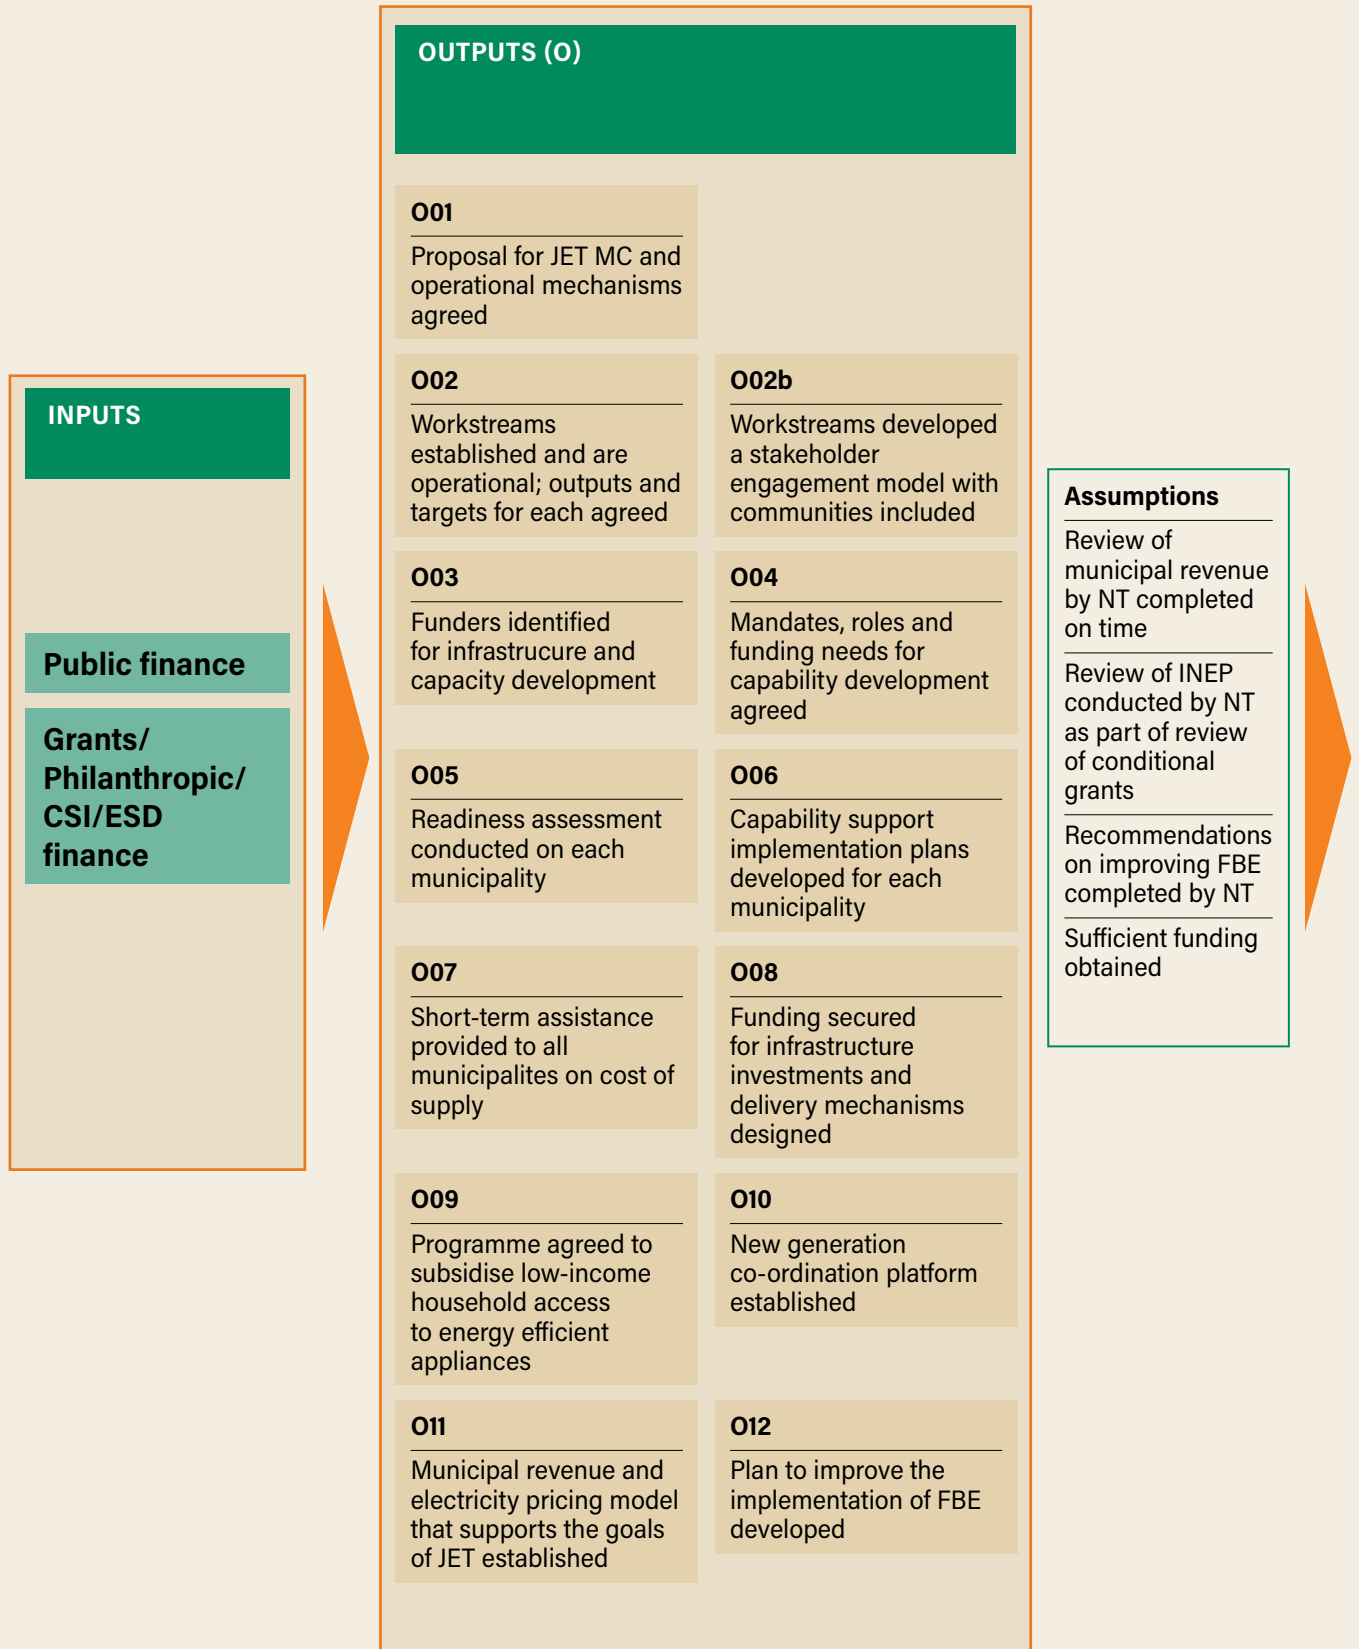 INPUTS
Public finance
Grants/
Philanthropic/
CSI/ESD
finance
OUTPUTS (O)
O01
Proposal for JET MC and
operational mechanisms
agreed
O02
Workstreams
established and are
operational; outputs and
targets for each agreed
O02b
Workstreams developed
a stakeholder
engagement model with
communities included
O03
Funders identified
for infrastrucure and
capacity development
O04
Mandates, roles and
funding needs for
capability development
agreed
O05
Readiness assessment
conducted on each
municipality
O06
Capability support
implementation plans
developed for each
municipality
O07
Short-term assistance
provided to all
municipalites on cost of
supply
O08
Funding secured
for infrastructure
investments and
delivery mechanisms
designed
O09
Programme agreed to
subsidise low-income
household access
to energy efficient
appliances
O10
New generation
co-ordination platform
established
O11
Municipal revenue and
electricity pricing model
that supports the goals
of JET established
O12
Plan to improve the
implementation of FBE
developed
Assumptions
Review of
municipal revenue
by NT completed
on time
Review of INEP
conducted by NT
as part of review
of conditional
grants
Recommendations
on improving FBE
completed by NT
Sufficient funding
obtained